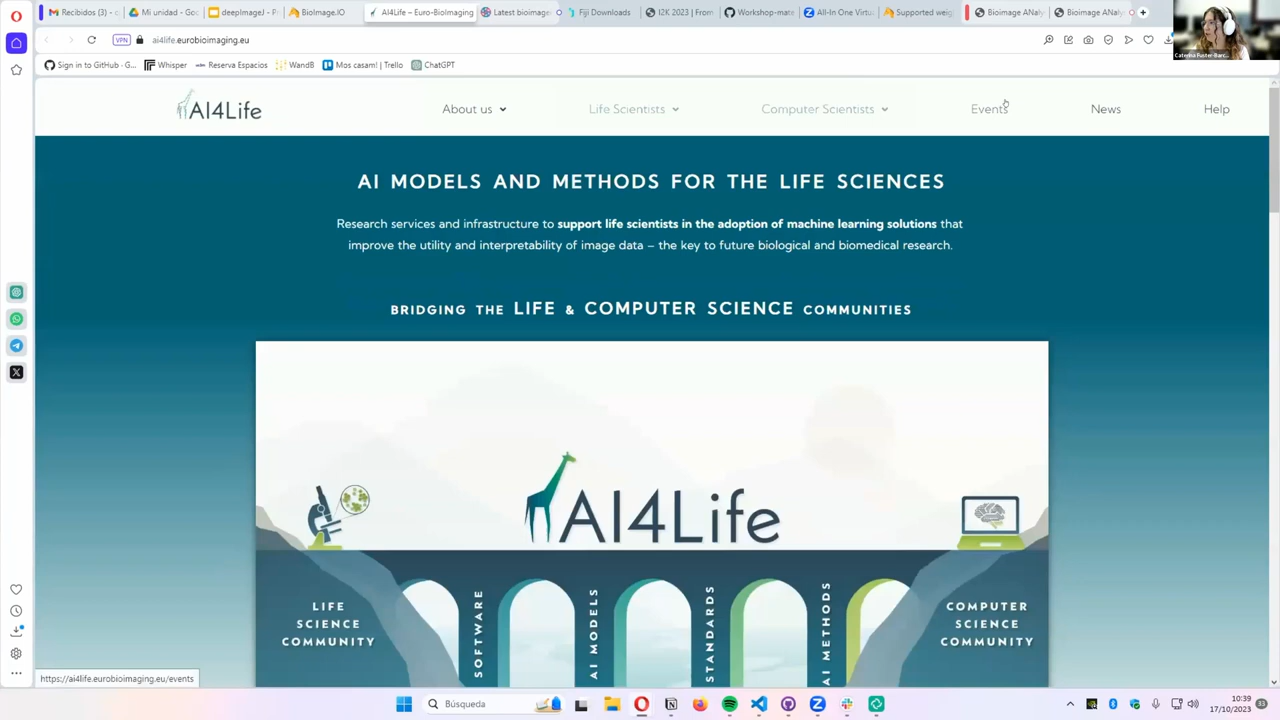 Recibidos (3) - c
Mi unidad - Goo
deepImageJ - P
BioImage.IO
AI4Life – Euro-BioImaging
Latest bioimage
Fiji Downloads
I2K 2023 | From
Workshop-mate
All-In One Virtu
Supported weig
Bioimage ANaly
Bioimage ANaly
VPN
ai4life.eurobioimaging.eu
Sign in to GitHub · G...
Whisper
Reserva Espacios
WandB
Mos casam! | Trello
ChatGPT
AI4Life
About us
Life Scientists
Computer Scientists
Events
News
Help
AI MODELS AND METHODS FOR THE LIFE SCIENCES
Research services and infrastructure to support life scientists in the adoption of machine learning solutions that
improve the utility and interpretability of image data – the key to future biological and biomedical research.
BRIDGING THE LIFE & COMPUTER SCIENCE COMMUNITIES
AI4Life
LIFE
SCIENCE
COMMUNITY
SOFTWARE
AI MODELS
STANDARDS
AI METHODS
COMPUTER
SCIENCE
COMMUNITY
https://ai4life.eurobioimaging.eu/events
Búsqueda
10:39
17/10/2023
33